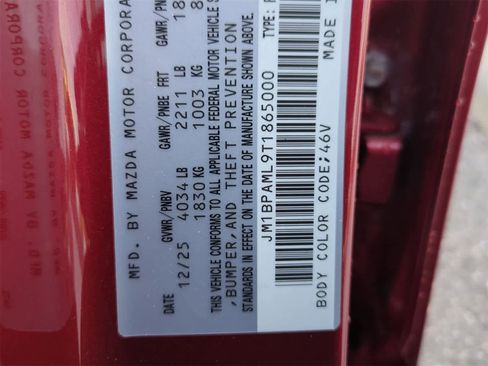 MFD. BY MAZDA MOTOR CORPORA
DATE GVWR/PNBV GAWR/PNBE FRT GAWR/PN
12/25 4034 LB 2211 LB 18
1830 KG 1003 KG
THIS VEHICLE CONFORMS TO ALL APPLICABLE FEDERAL MOTOR VEHICLE S
,BUMPER,AND THEFT PREVENTION
STANDARDS IN EFFECT ON THE DATE OF MANUFACTURE SHOWN ABOVE.
JM1BPAML9T1865000 TYPE:
BODY COLOR CODE;46V MADE I